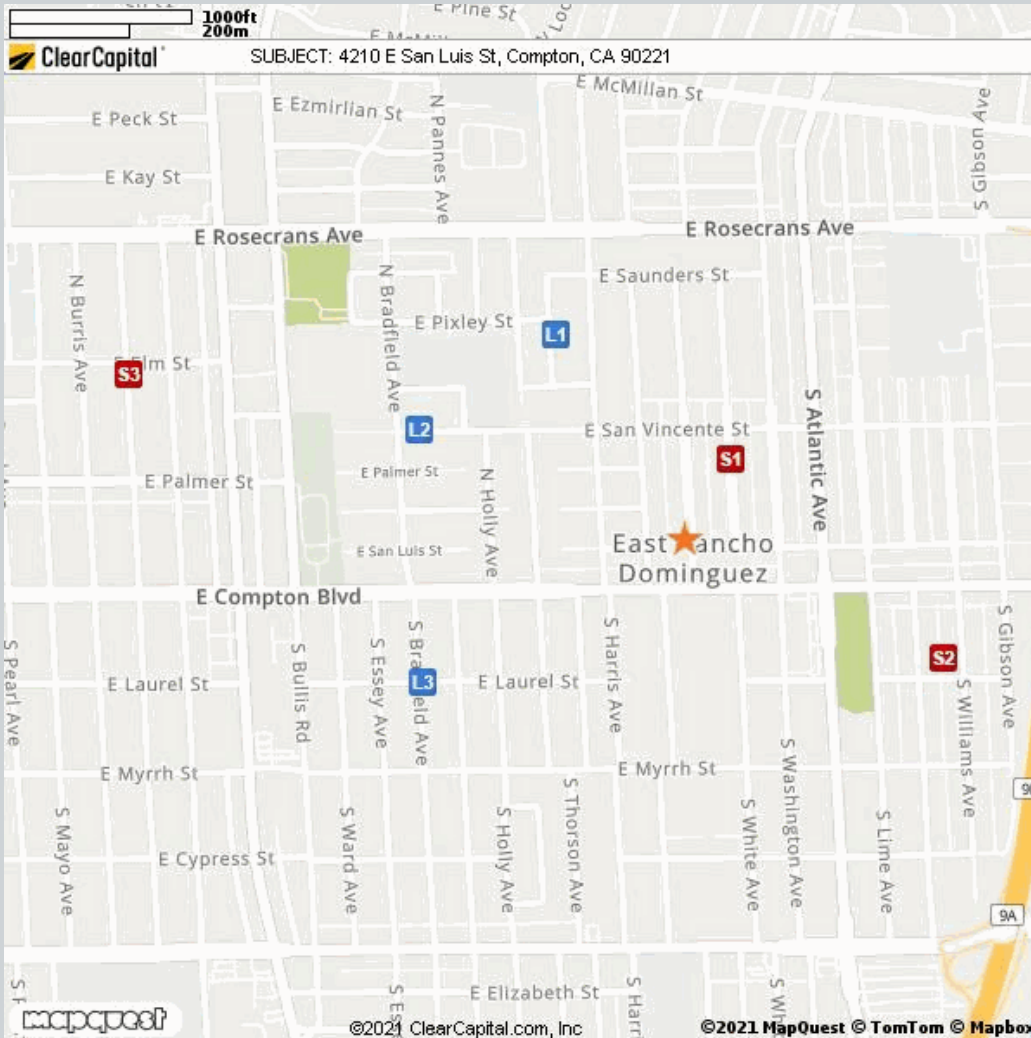 1000ft
200m
E Pine St
ClearCapital
SUBJECT: 4210 E San Luis St, Compton, CA 90221
E McMillan St
E Peck St
E Ezmirlian St
N Pannes Ave
S Gibson Ave
E Kay St
E Rosecrans Ave
E Rosecrans Ave
N Burris Ave
N Bradfield Ave
E Saunders St
E Pixley St
L1
S3
S Atlantic Ave
L2
E San Vincente St
S1
E Palmer St
E Palmer St
N Holly Ave
E San Luis St
East Rancho
Dominguez
E Compton Blvd
S Pearl Ave
S Bullis Rd
S Essey Ave
S Bradfield Ave
S Harris Ave
S Gibson Ave
S2
E Laurel St
L3
E Laurel St
S Williams Ave
E Myrrh St
E Myrrh St
S Washington Ave
S Mayo Ave
S Ward Ave
S Holly Ave
S Thorson Ave
S White Ave
S Lime Ave
E Cypress St
9A
E Elizabeth St
mapquest
©2021 ClearCapital.com, Inc
©2021 MapQuest © TomTom © Mapbox